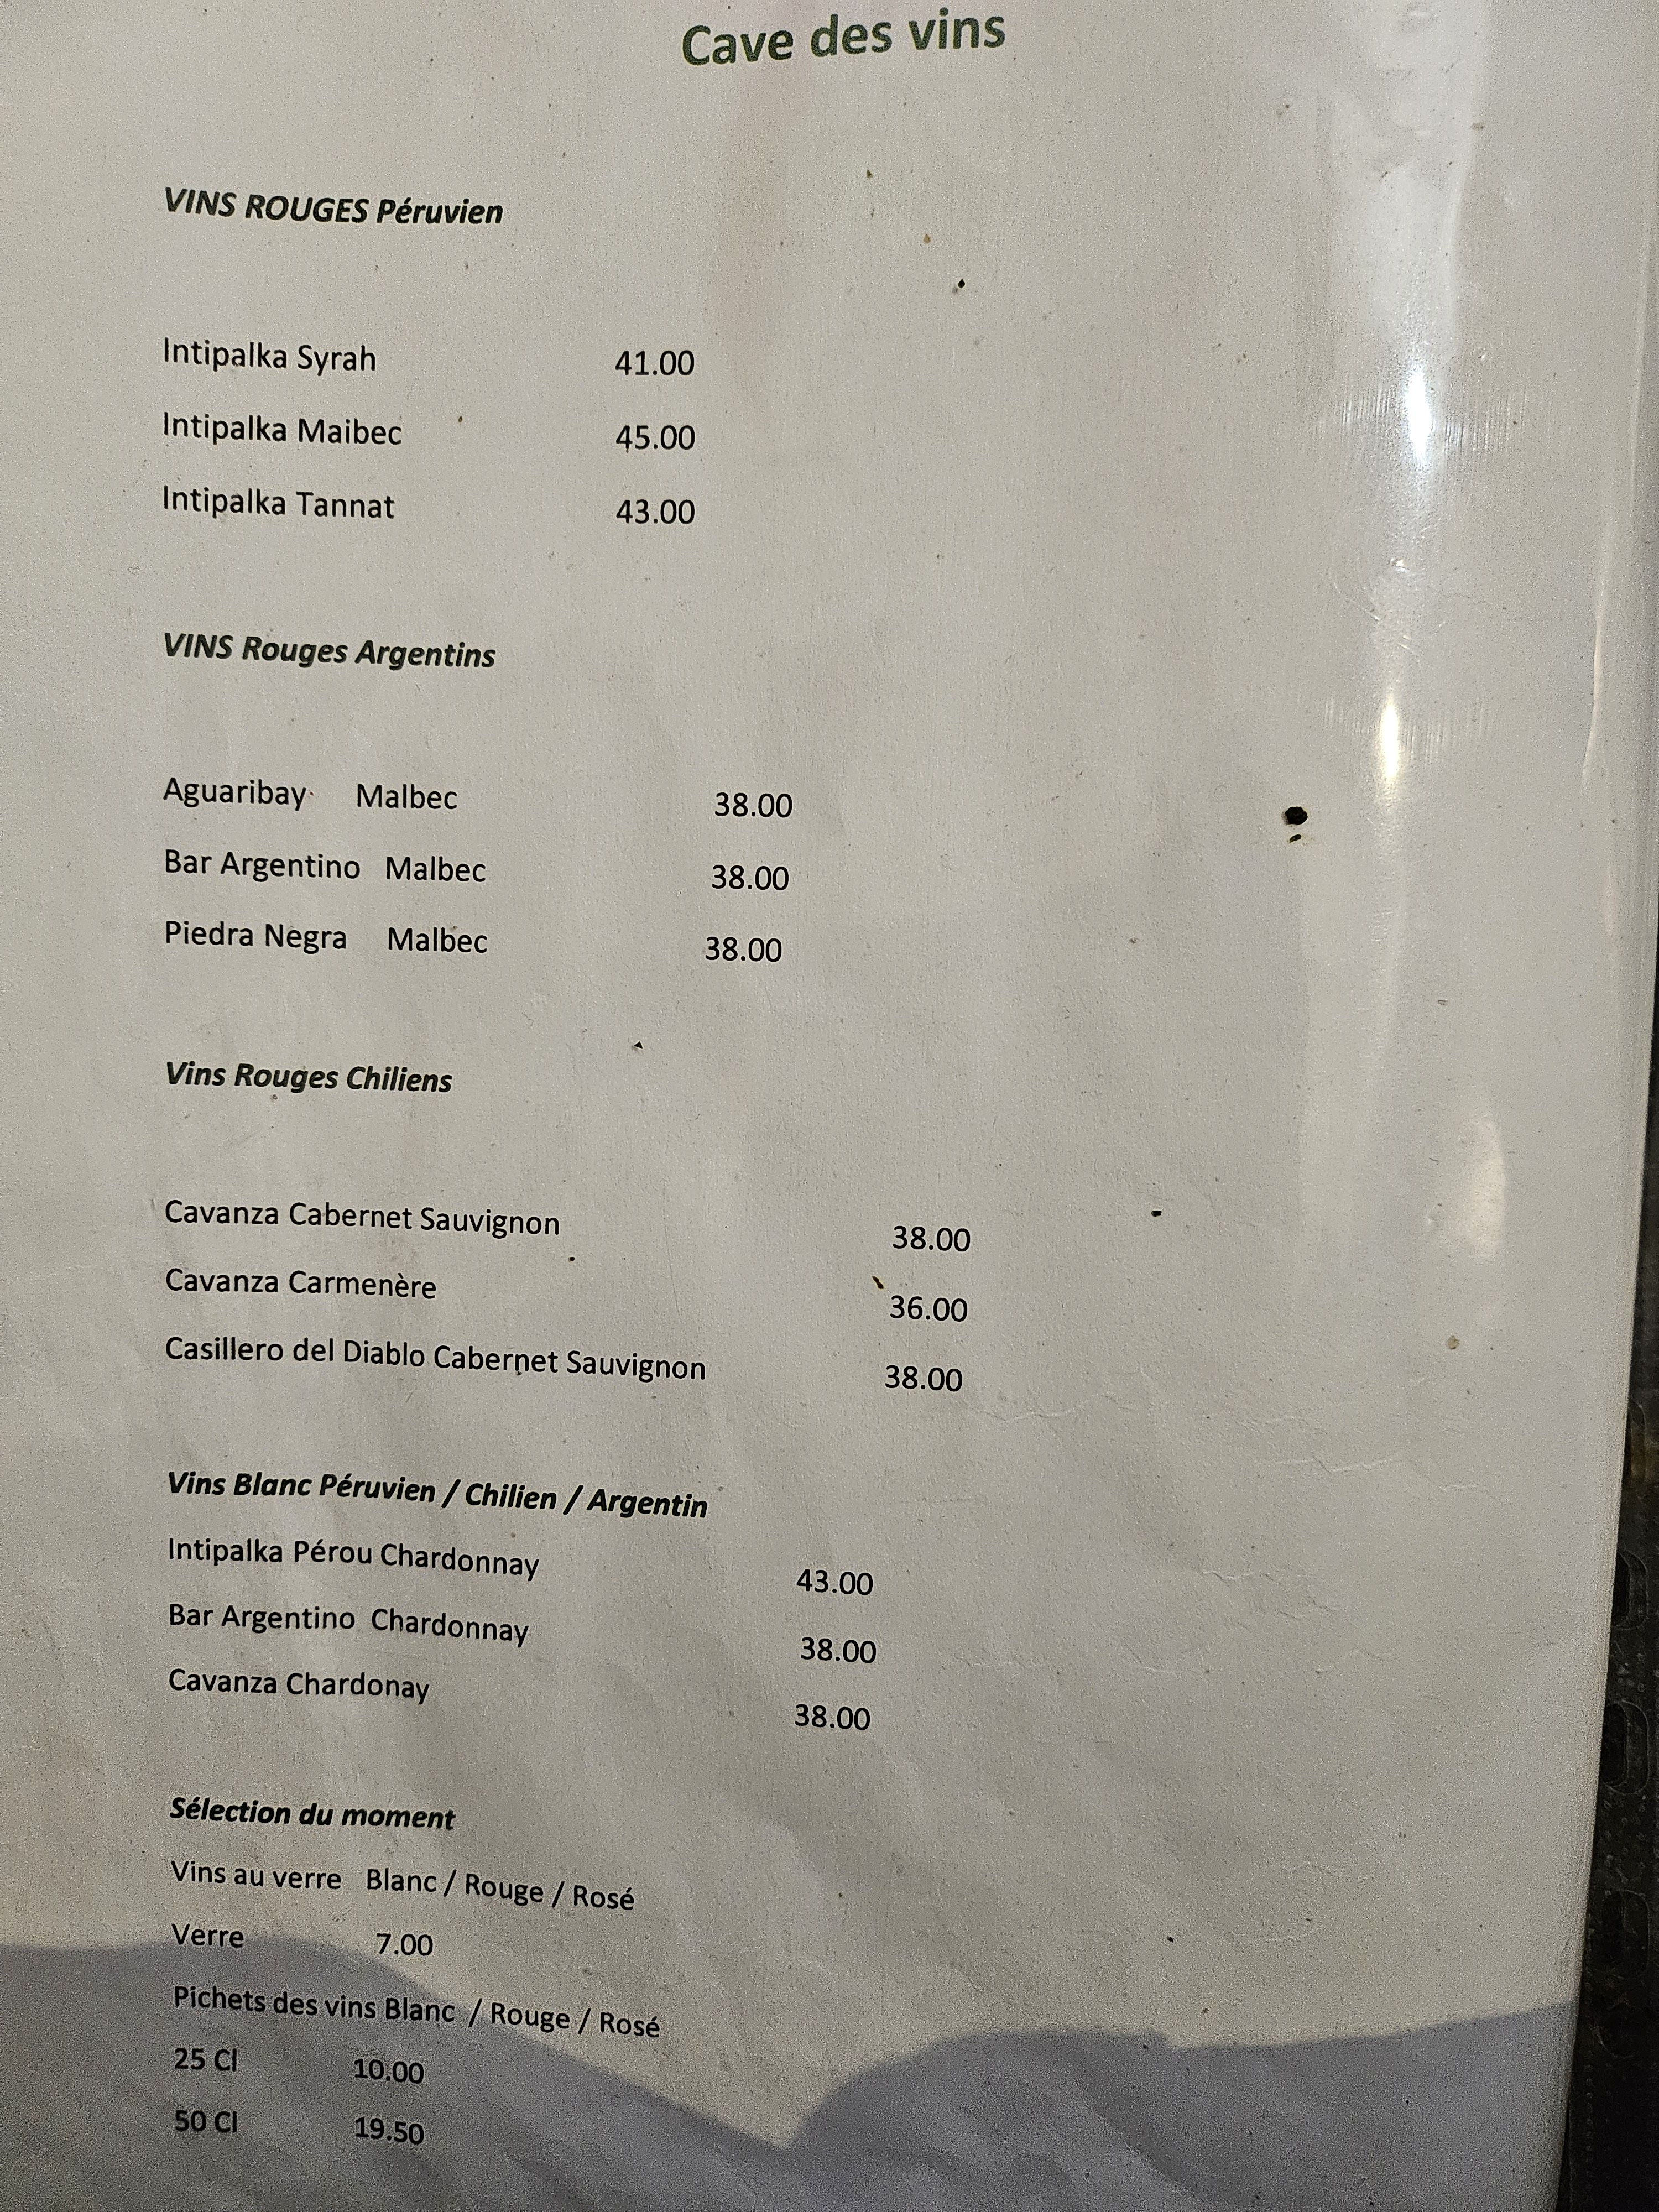 Cave des vins
VINS ROUGES Péruvien
Intipalka Syrah 41.00
Intipalka Maibec 45.00
Intipalka Tannat 43.00
VINS Rouges Argentins
Aguaribay Malbec 38.00
Bar Argentino Malbec 38.00
Piedra Negra Malbec 38.00
Vins Rouges Chiliens
Cavanza Cabernet Sauvignon 38.00
Cavanza Carmenère 36.00
Casillero del Diablo Cabernet Sauvignon 38.00
Vins Blanc Péruvien / Chilien / Argentin
Intipalka Pérou Chardonnay 43.00
Bar Argentino Chardonnay 38.00
Cavanza Chardonay 38.00
Sélection du moment
Vins au verre Blanc / Rouge / Rosé
Verre 7.00
Pichets des vins Blanc / Rouge / Rosé
25 Cl 10.00
50 Cl 19.50